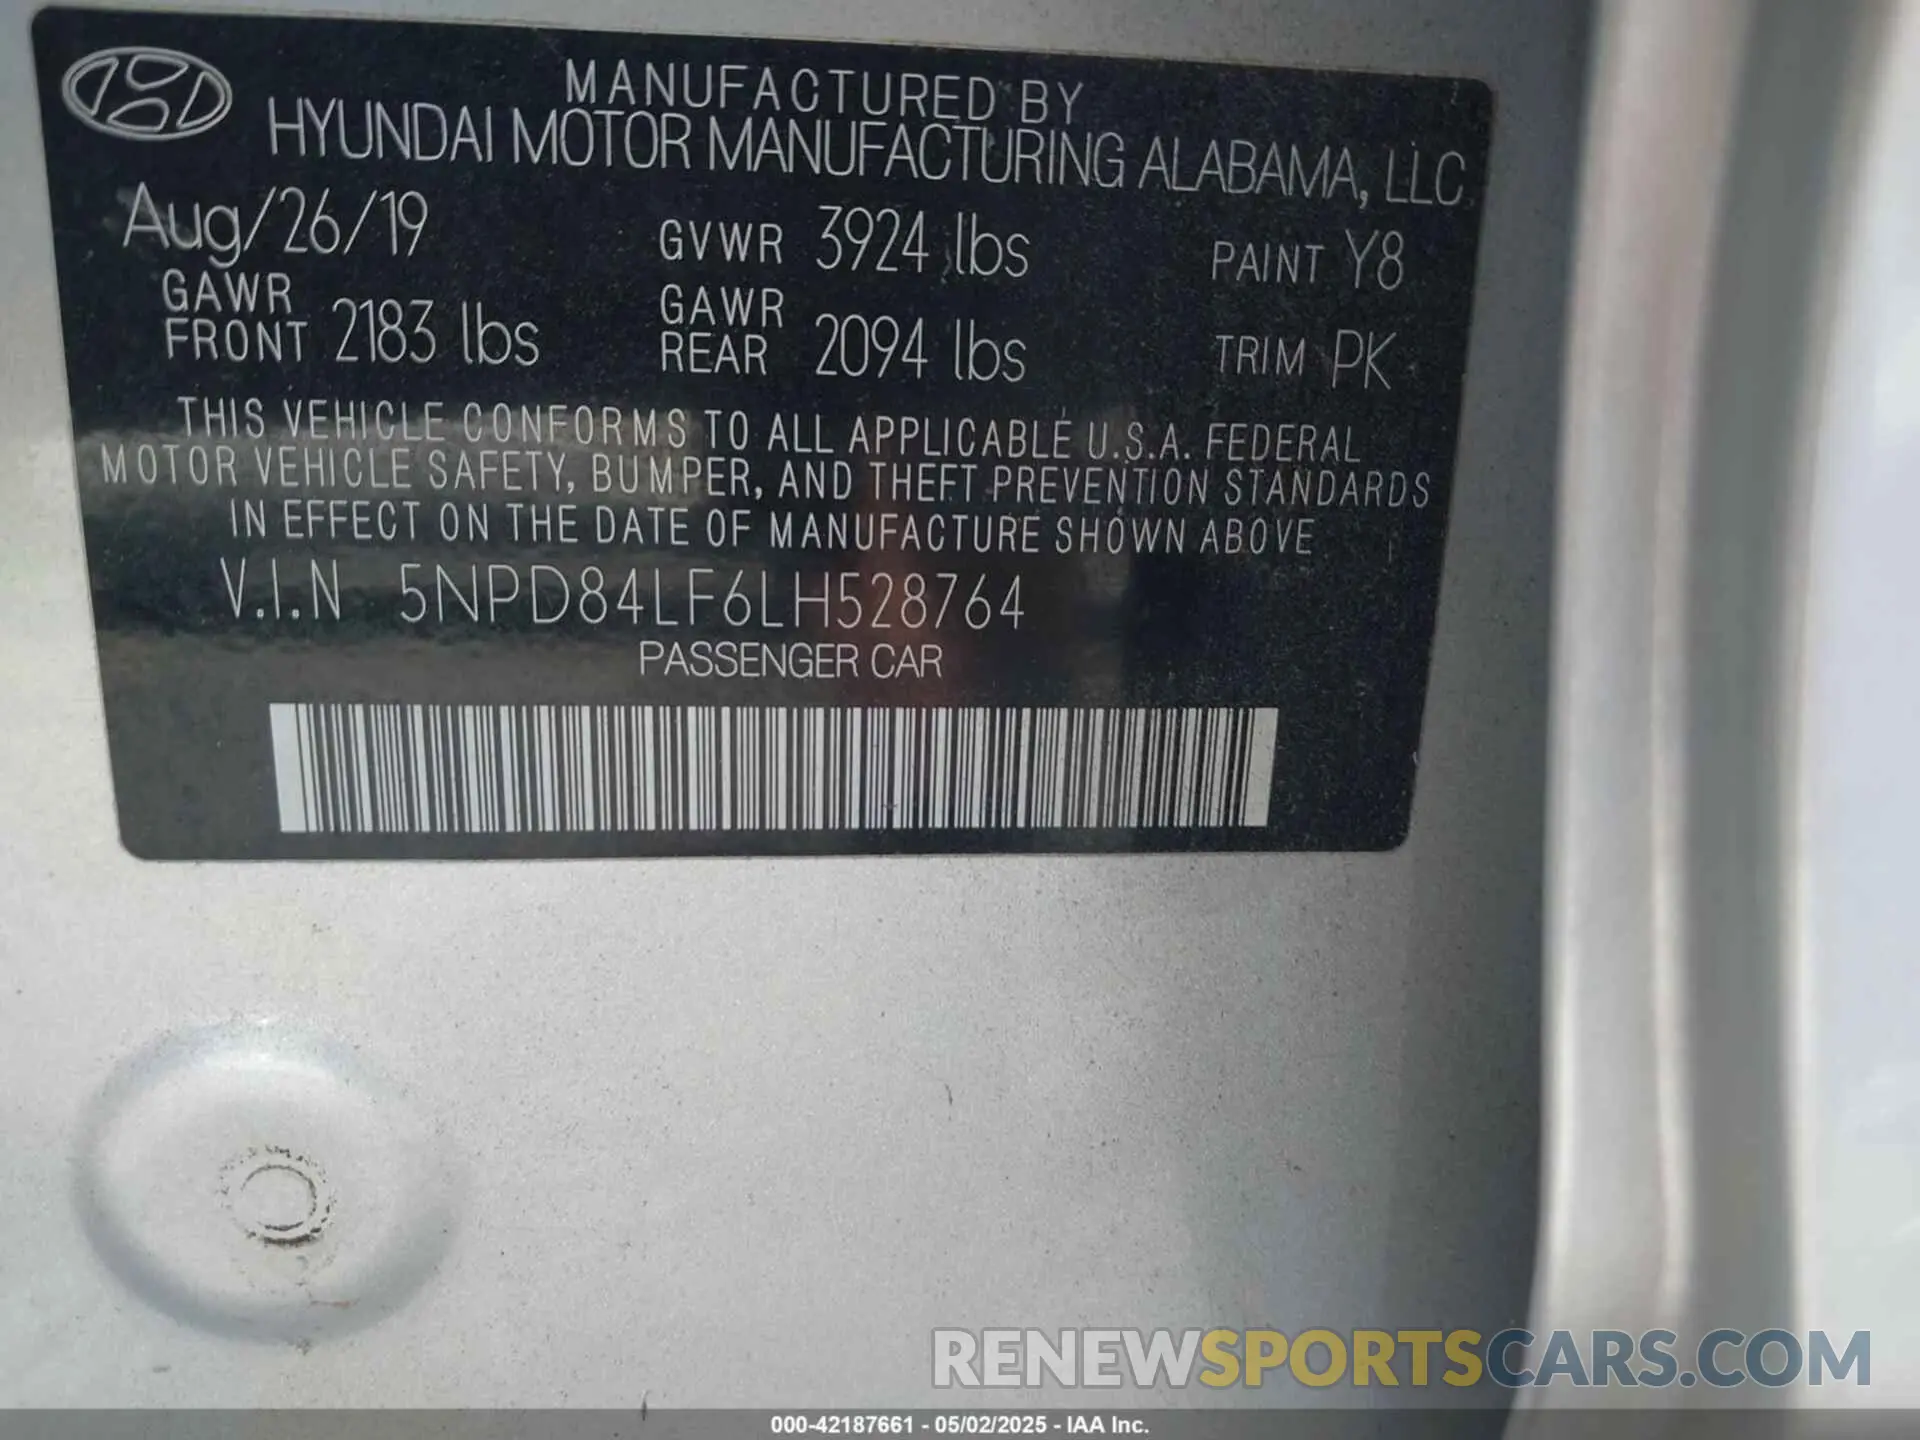 MANUFACTURED BY
HYUNDAI MOTOR MANUFACTURING ALABAMA, LLC
Aug/26/19 GVWR 3924 lbs PAINT Y8
GAWR FRONT 2183 lbs GAWR REAR 2094 lbs TRIM PK
THIS VEHICLE CONFORMS TO ALL APPLICABLE U.S.A. FEDERAL
MOTOR VEHICLE SAFETY, BUMPER, AND THEFT PREVENTION STANDARDS
IN EFFECT ON THE DATE OF MANUFACTURE SHOWN ABOVE
V.I.N 5NPD84LF6LH528764
PASSENGER CAR
RENEWSPORTSCARS.COM
000-42187661 - 05/02/2025 - IAA Inc.